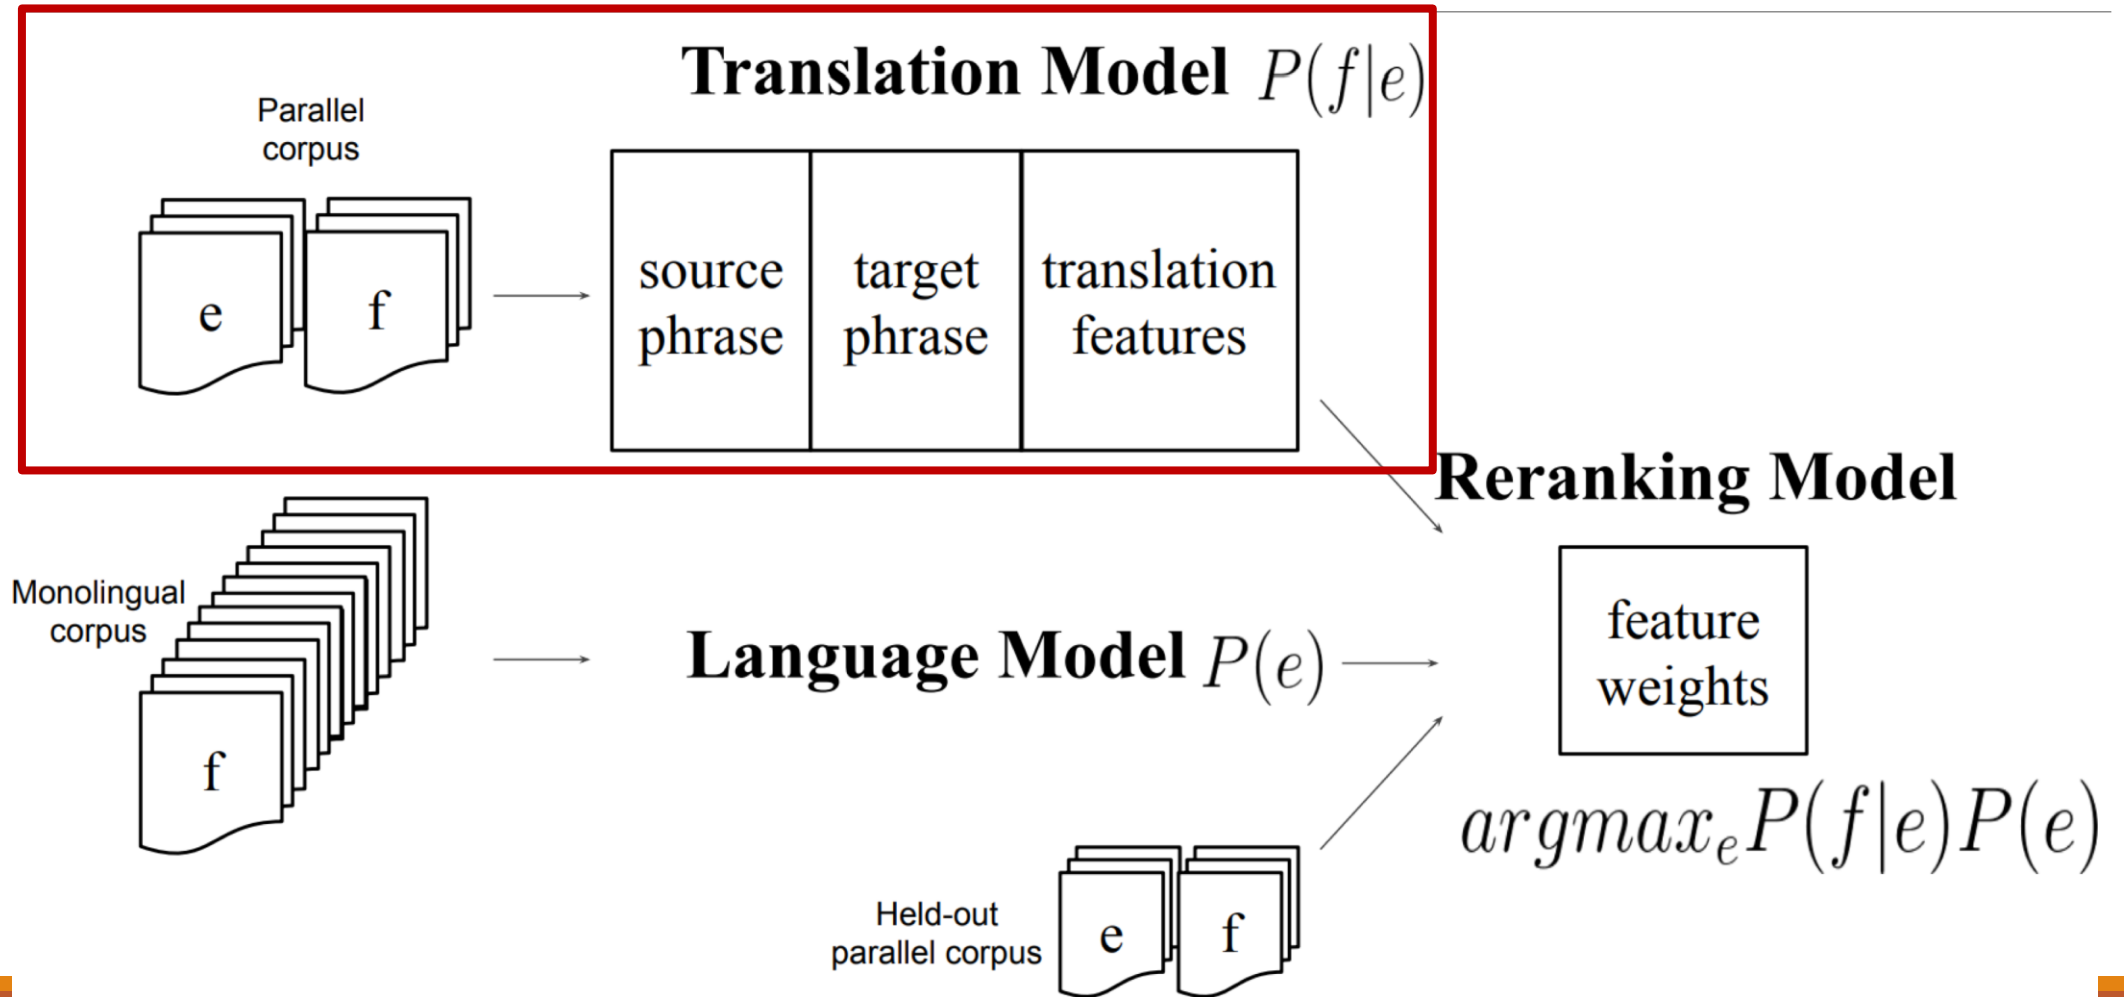 Translation Model P(f|e)
Parallel
corpus
e
f
source
phrase
target
phrase
translation
features
Reranking Model
Monolingual
corpus
f
Language Model P(e)
feature
weights
argmaxₑP(f|e)P(e)
Held-out
parallel corpus
e
f